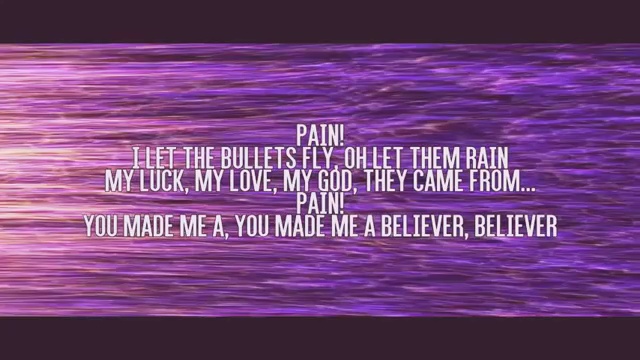 PAIN!
I LET THE BULLETS FLY, OH LET THEM RAIN
MY LUCK, MY LOVE, MY GOD, THEY CAME FROM...
PAIN!
YOU MADE ME A, YOU MADE ME A BELIEVER, BELIEVER